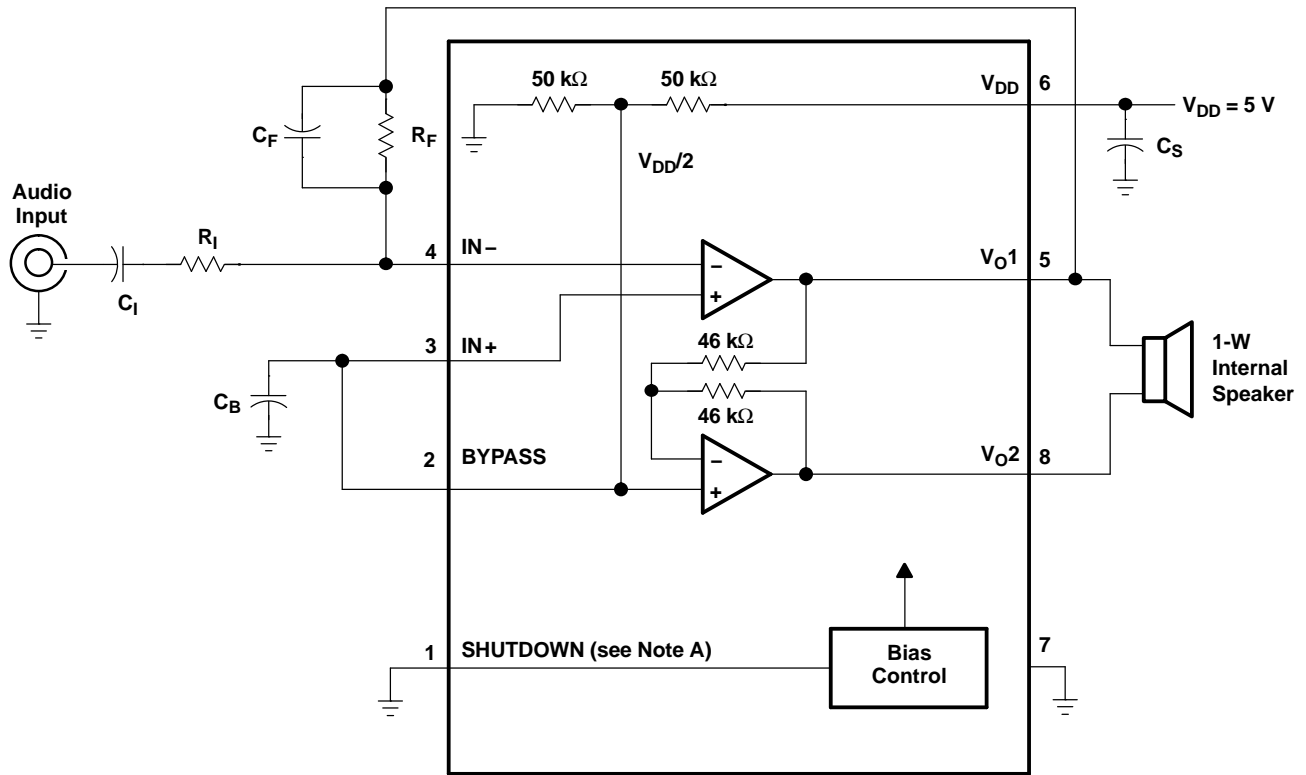 50 kΩ
50 kΩ
VDD
6
VDD = 5 V
CF
RF
CS
VDD/2
Audio
Input
RI
CI
4
IN−
−
+
VO1
5
3
IN+
46 kΩ
46 kΩ
1-W
Internal
Speaker
CB
2
BYPASS
−
+
VO2
8
1
SHUTDOWN (see Note A)
Bias
Control
7